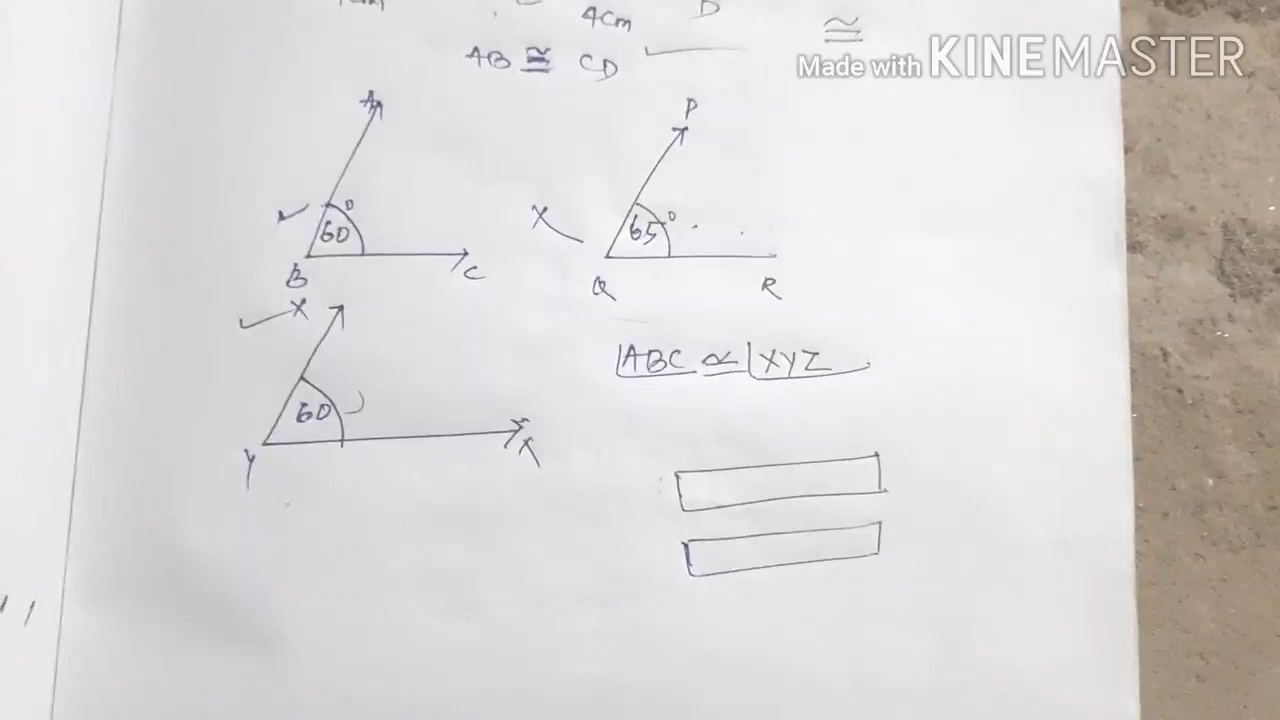 4cm D
≅
AB ≅ CD
Made with KINEMASTER
A
P
60°
X
65°
B
C
Q
R
X
∠ABC ≅ ∠XYZ
60
Y